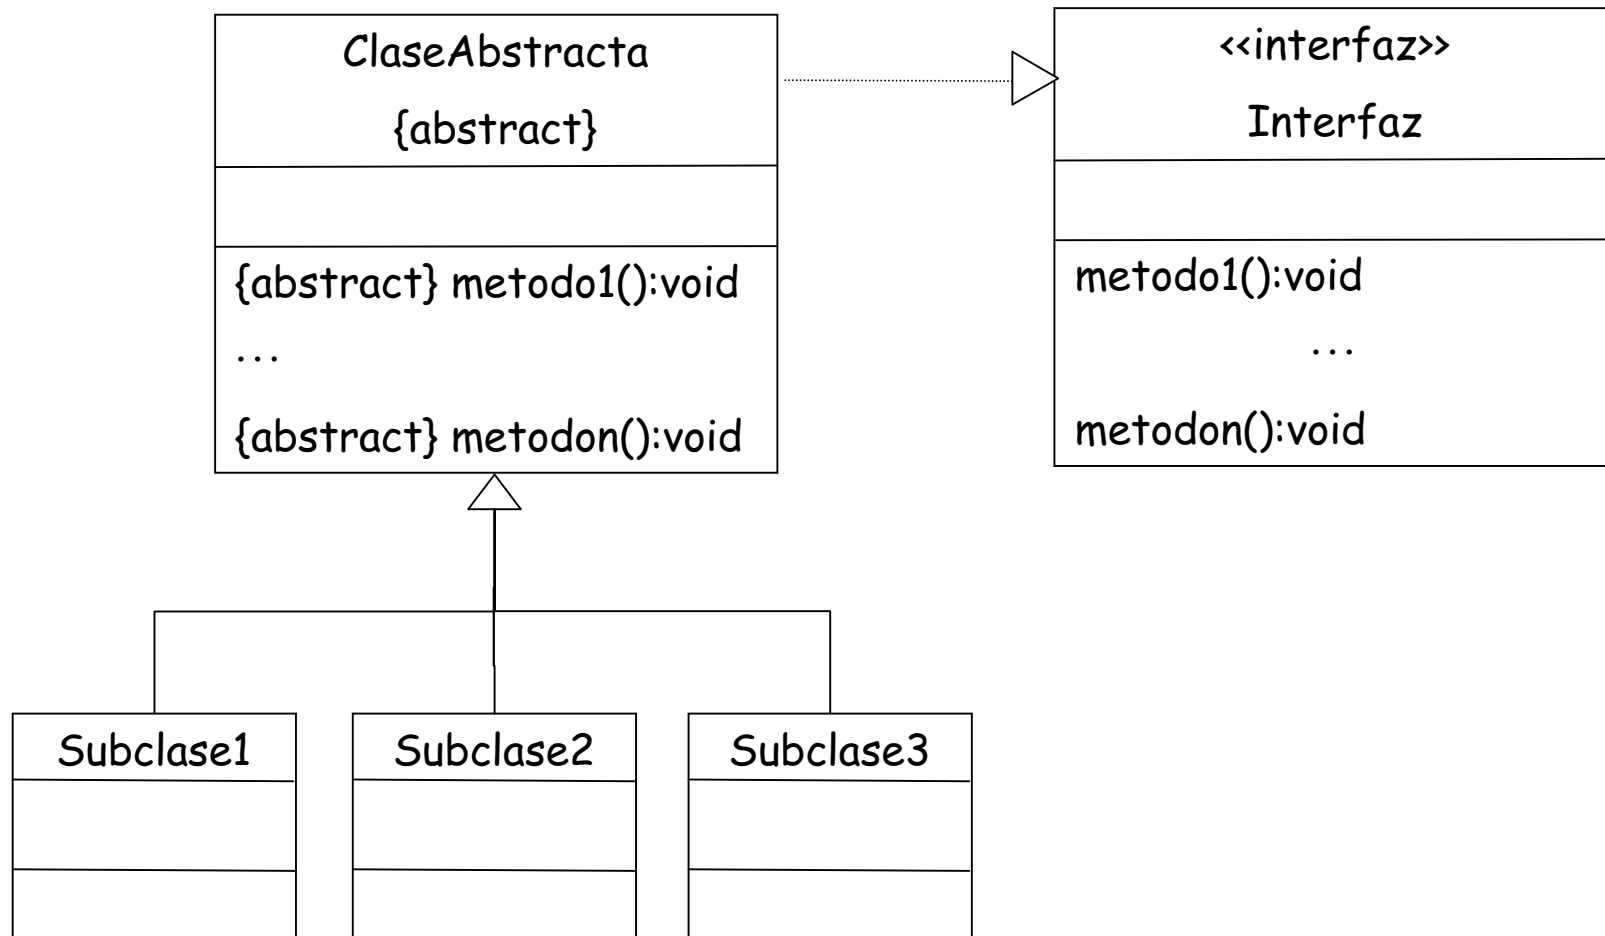 ClaseAbstracta
{abstract}
{abstract} metodo1():void
...
{abstract} metodon():void
<<interfaz>>
Interfaz
metodo1():void
...
metodon():void
Subclase1
Subclase2
Subclase3